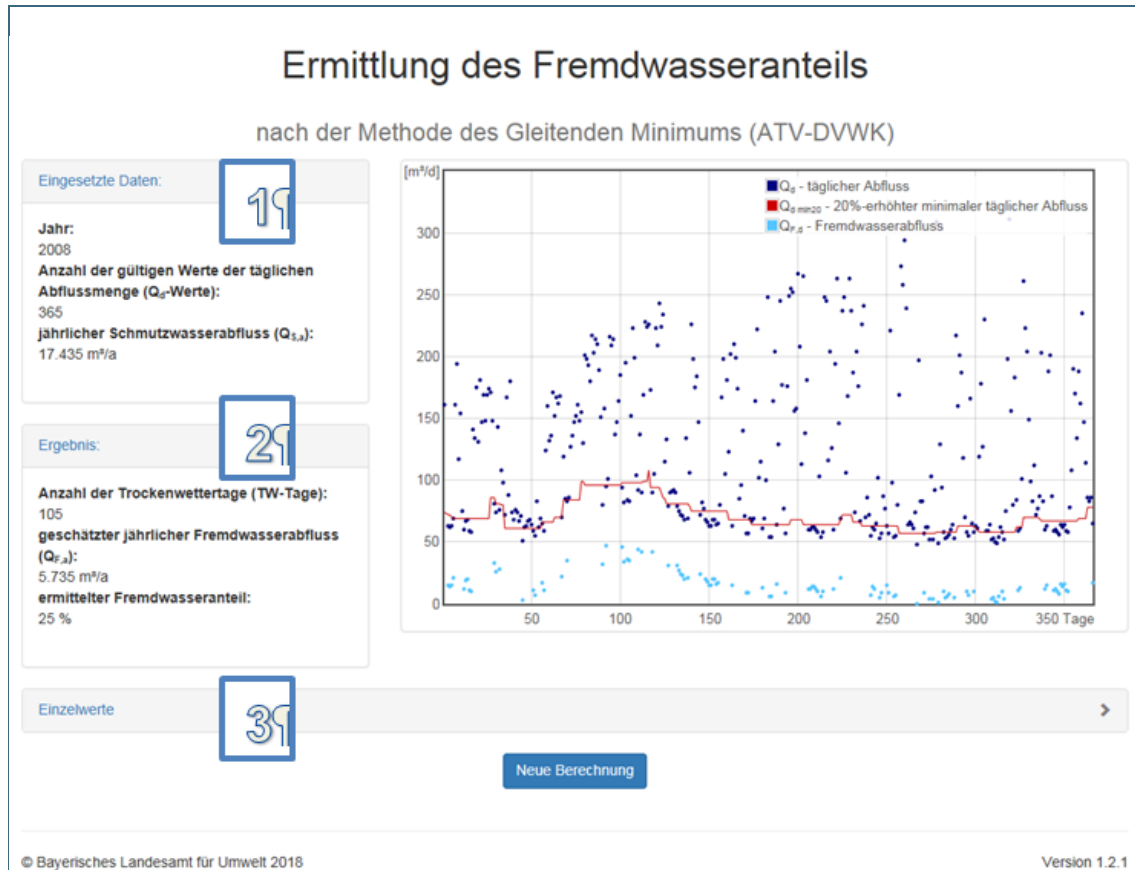 Ermittlung des Fremdwasseranteils
nach der Methode des Gleitenden Minimums (ATV-DVWK)
Eingesetzte Daten:
1¶
Jahr:
2008
Anzahl der gültigen Werte der täglichen
Abflussmenge (Qd-Werte):
365
jährlicher Schmutzwasserabfluss (QS,a):
17.435 m³/a
Ergebnis:
2¶
Anzahl der Trockenwettertage (TW-Tage):
105
geschätzter jährlicher Fremdwasserabfluss
(QF,a):
5.735 m³/a
ermittelter Fremdwasseranteil:
25 %
[m³/d]
Qd - täglicher Abfluss
Qd min20 - 20%-erhöhter minimaler täglicher Abfluss
QF,d - Fremdwasserabfluss
300
250
200
150
100
50
0
50 100 150 200 250 300 350 Tage
Einzelwerte
3¶
Neue Berechnung
© Bayerisches Landesamt für Umwelt 2018
Version 1.2.1